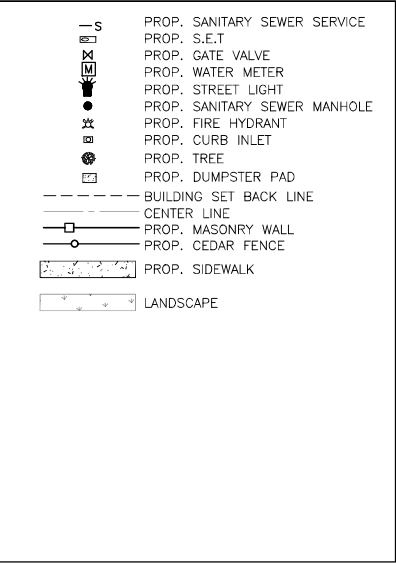 S PROP. SANITARY SEWER SERVICE
PROP. S.E.T
PROP. GATE VALVE
M PROP. WATER METER
PROP. STREET LIGHT
PROP. SANITARY SEWER MANHOLE
PROP. FIRE HYDRANT
PROP. CURB INLET
PROP. TREE
PROP. DUMPSTER PAD
BUILDING SET BACK LINE
CENTER LINE
PROP. MASONRY WALL
PROP. CEDAR FENCE
PROP. SIDEWALK
LANDSCAPE